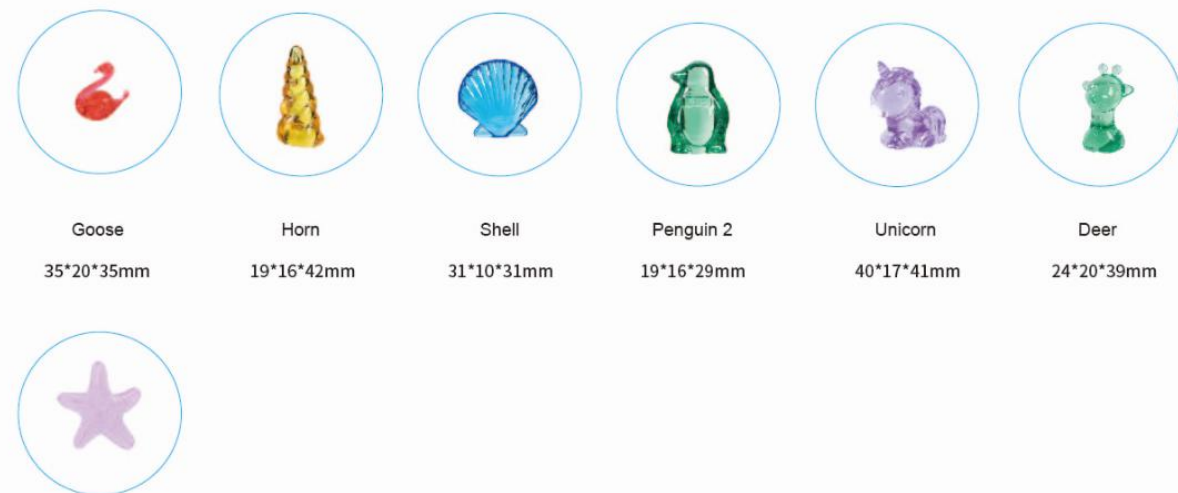 Goose
Horn
Shell
Penguin 2
Unicorn
Deer
35*20*35mm
19*16*42mm
31*10*31mm
19*16*29mm
40*17*41mm
24*20*39mm